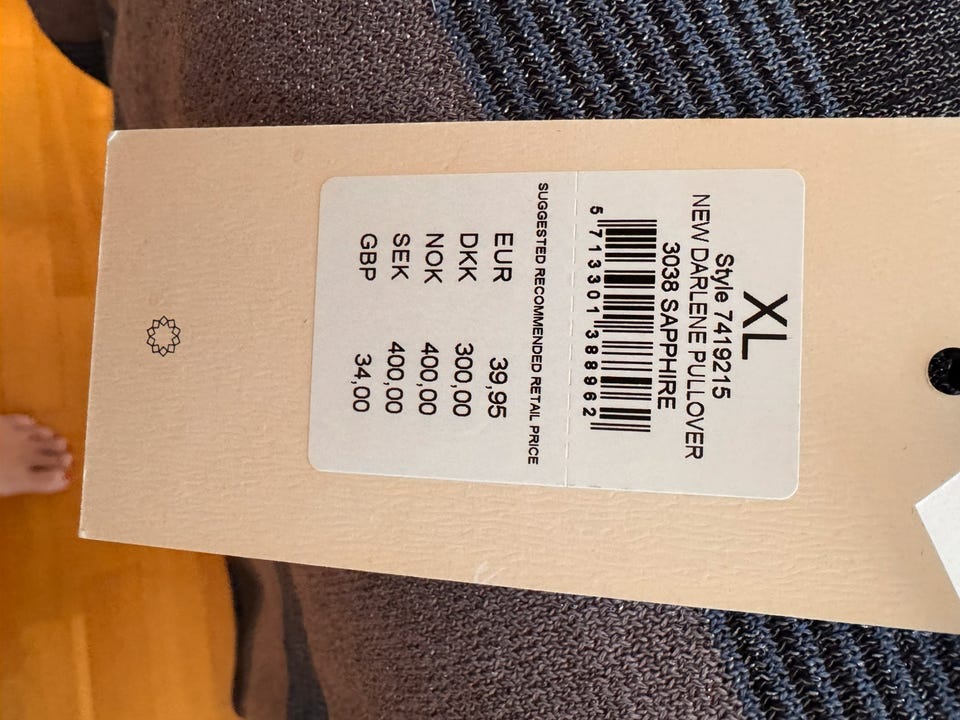 XL
Style 7419215
NEW DARLENE PULLOVER
3038 SAPPHIRE
5 713301 388962
SUGGESTED RECOMMENDED RETAIL PRICE
EUR 39,95
DKK 300,00
NOK 400,00
SEK 400,00
GBP 34,00